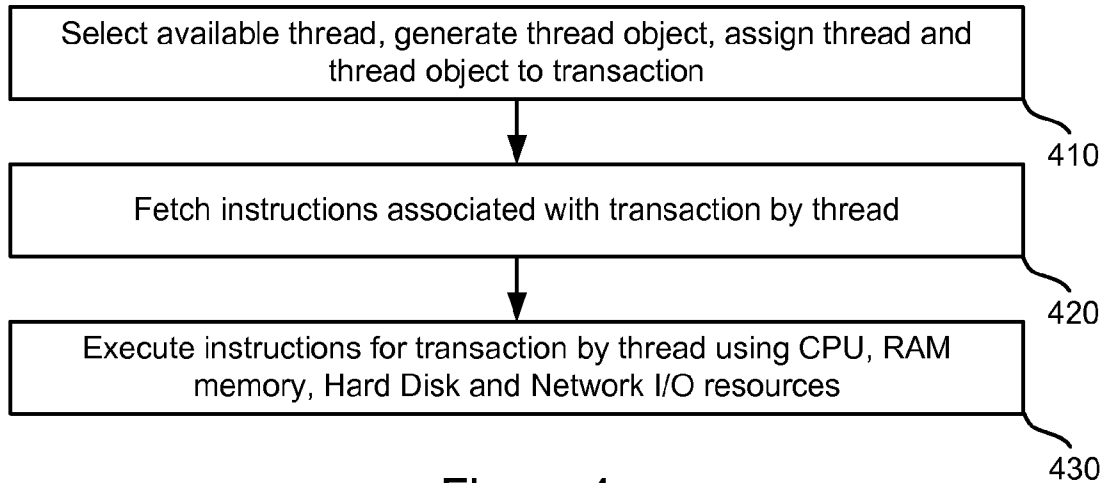 Select available thread, generate thread object, assign thread and
thread object to transaction
410
Fetch instructions associated with transaction by thread
420
Execute instructions for transaction by thread using CPU, RAM
memory, Hard Disk and Network I/O resources
430